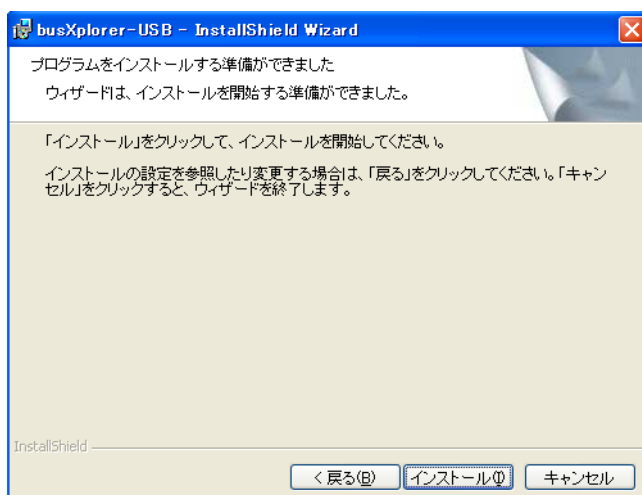 busXplorer-USB - InstallShield Wizard
プログラムをインストールする準備ができました
ウィザードは、インストールを開始する準備ができました。
「インストール」をクリックして、インストールを開始してください。
インストールの設定を参照したり変更する場合は、「戻る」をクリックしてください。「キャン
セル」をクリックすると、ウィザードを終了します。
InstallShield
< 戻る(B) インストール(I) キャンセル